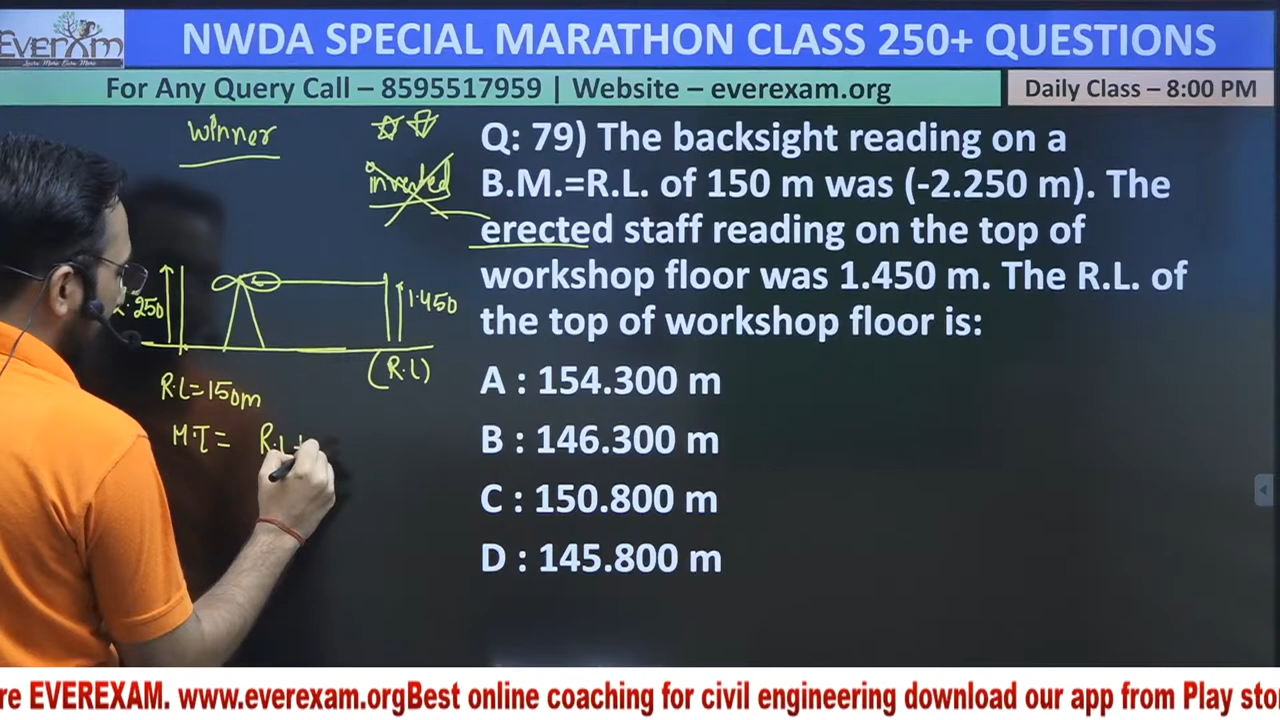 EverExam
NWDA SPECIAL MARATHON CLASS 250+ QUESTIONS
For Any Query Call – 8595517959 | Website – everexam.org
Daily Class – 8:00 PM
Winner
inverted
Q: 79) The backsight reading on a
B.M.=R.L. of 150 m was (-2.250 m). The
erected staff reading on the top of
workshop floor was 1.450 m. The R.L. of
the top of workshop floor is:
A : 154.300 m
B : 146.300 m
C : 150.800 m
D : 145.800 m
2.250
1.450
(R.L)
R.L=150m
H.I= R.L+
re EVEREXAM. www.everexam.orgBest online coaching for civil engineering download our app from Play sto